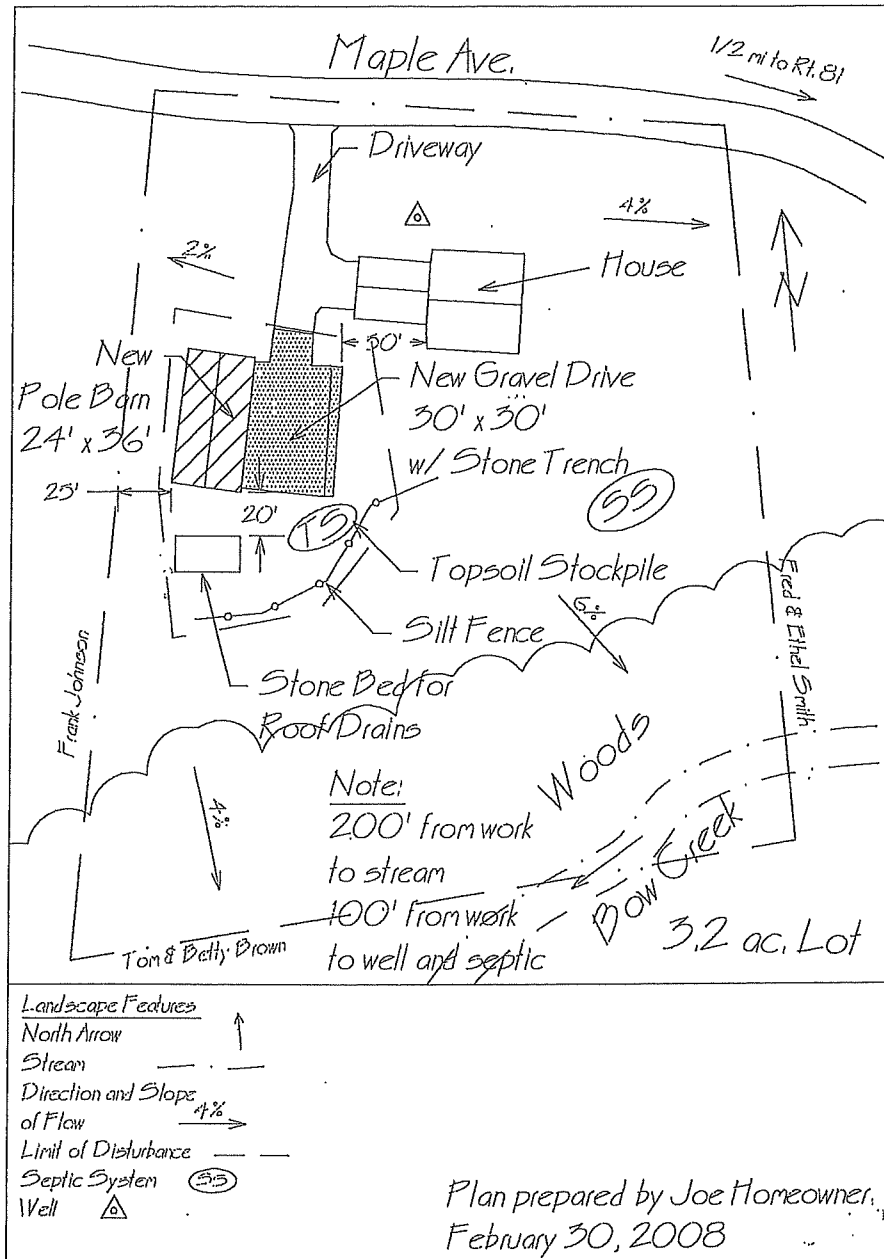 Maple Ave.
1/2 mi to Rt. 81
Driveway
4%
2%
House
N
50'
New
Pole Barn
24' x 36'
New Gravel Drive
30' x 30'
w/ Stone Trench
25'
20'
TS
SS
Topsoil Stockpile
Silt Fence
Stone Bed for
Roof Drains
Frank Johnson
Fred & Ethel Smith
Woods
4%
Note:
200' from work
to stream
100' from work
to well and septic
Bow Creek
3.2 ac. Lot
Tom & Betty Brown
Landscape Features
North Arrow
Stream
Direction and Slope
of Flow 4%
Limit of Disturbance
Septic System SS
Well
Plan prepared by Joe Homeowner.
February 30, 2008